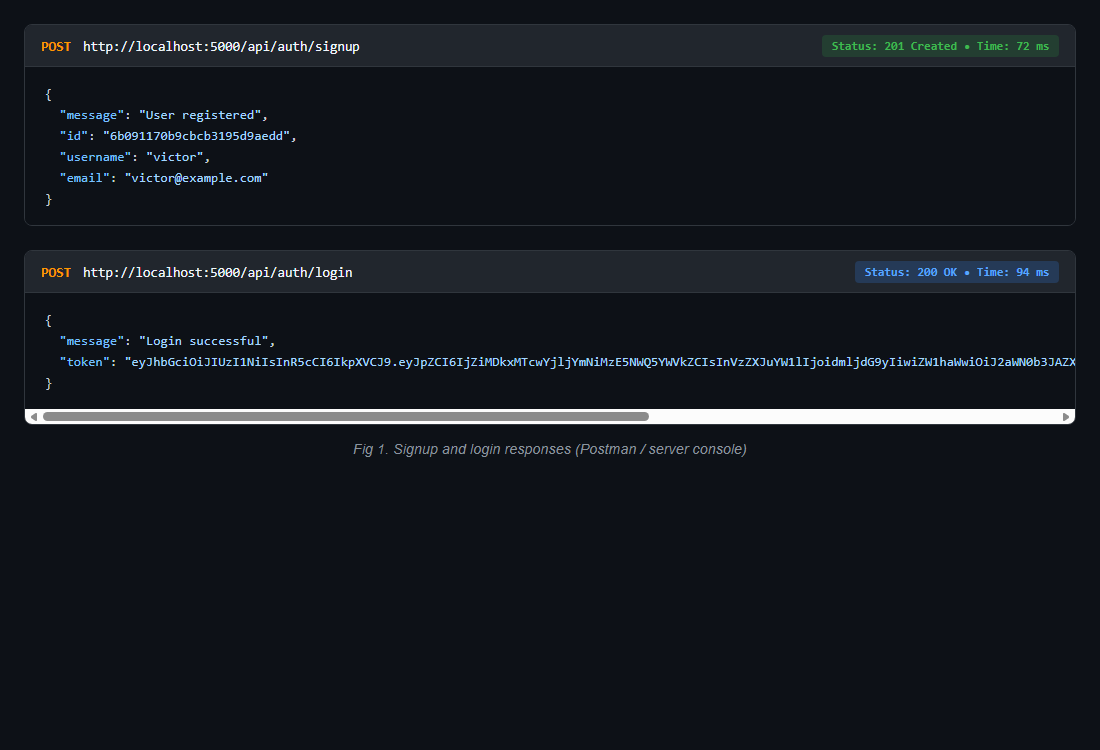 POST http://localhost:5000/api/auth/signup Status: 201 Created • Time: 72 ms
{
  "message": "User registered",
  "id": "6b091170b9cbcb3195d9aedd",
  "username": "victor",
  "email": "victor@example.com"
}
POST http://localhost:5000/api/auth/login Status: 200 OK • Time: 94 ms
{
  "message": "Login successful",
  "token": "eyJhbGciOiJIUzI1NiIsInR5cCI6IkpXVCJ9.eyJpZCI6IjZiMDkxMTcwYjljYmNiMzE5NWQ5YWVkZCIsInVzZXJuYW1lIjoidmljdG9yIiwiZW1haWwiOiJ2aWN0b3JAZX
}
Fig 1. Signup and login responses (Postman / server console)